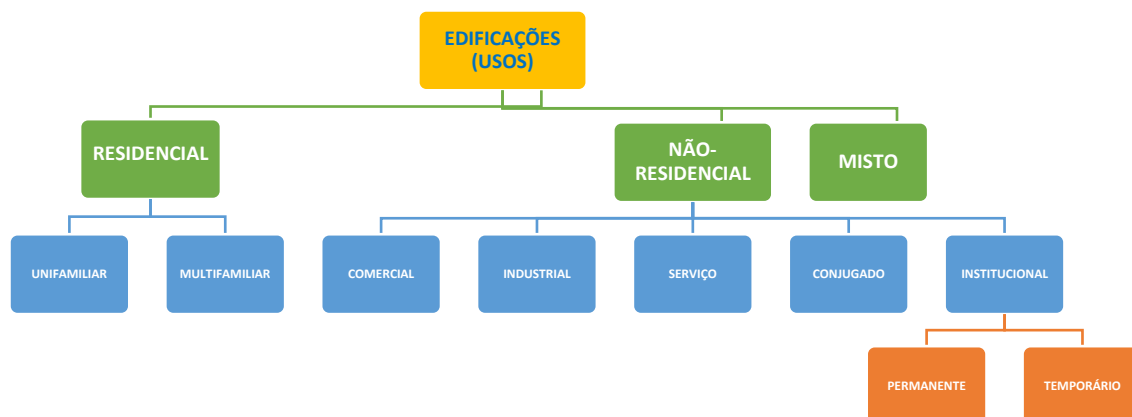 EDIFICAÇÕES
(USOS)
RESIDENCIAL
NÃO-
RESIDENCIAL
MISTO
UNIFAMILIAR
MULTIFAMILIAR
COMERCIAL
INDUSTRIAL
SERVIÇO
CONJUGADO
INSTITUCIONAL
PERMANENTE
TEMPORÁRIO